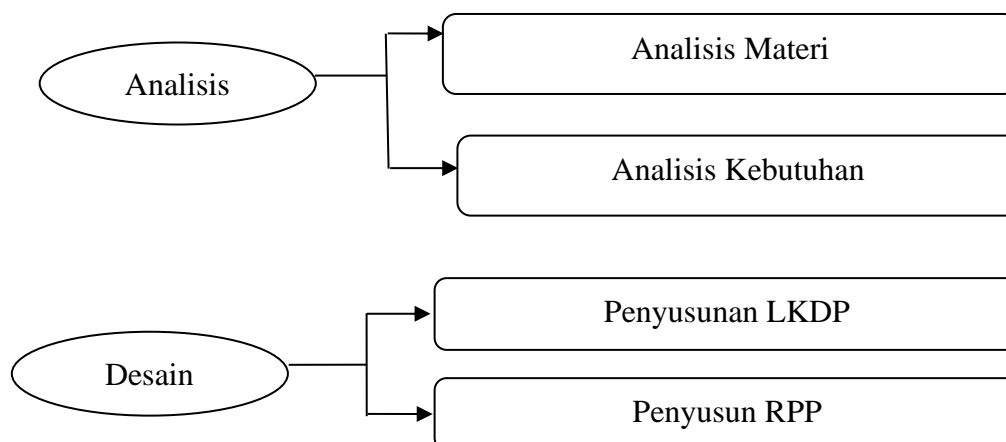 Analisis
Analisis Materi
Analisis Kebutuhan
Desain
Penyusunan LKDP
Penyusun RPP